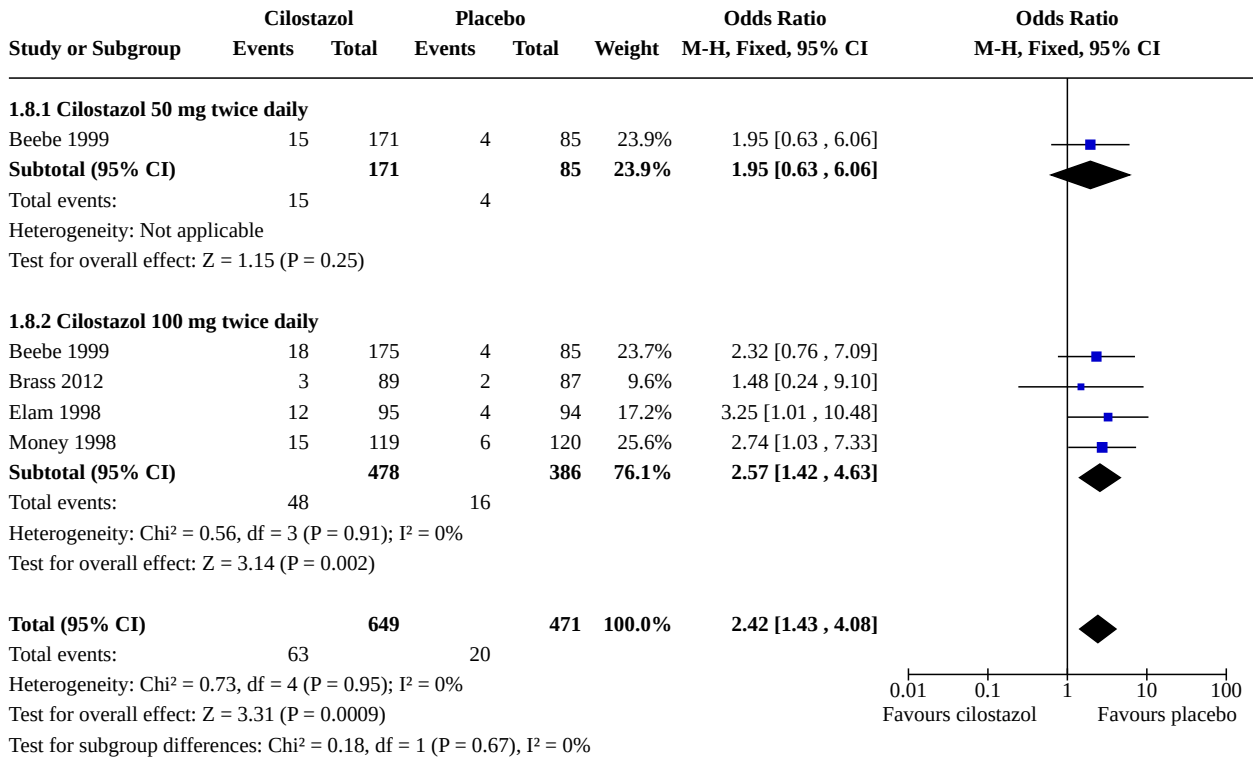 Cilostazol Placebo Odds Ratio Odds Ratio
Study or Subgroup Events Total Events Total Weight M-H, Fixed, 95% CI M-H, Fixed, 95% CI
1.8.1 Cilostazol 50 mg twice daily
Beebe 1999 15 171 4 85 23.9% 1.95 [0.63 , 6.06]
Subtotal (95% CI) 171 85 23.9% 1.95 [0.63 , 6.06]
Total events: 15 4
Heterogeneity: Not applicable
Test for overall effect: Z = 1.15 (P = 0.25)
1.8.2 Cilostazol 100 mg twice daily
Beebe 1999 18 175 4 85 23.7% 2.32 [0.76 , 7.09]
Brass 2012 3 89 2 87 9.6% 1.48 [0.24 , 9.10]
Elam 1998 12 95 4 94 17.2% 3.25 [1.01 , 10.48]
Money 1998 15 119 6 120 25.6% 2.74 [1.03 , 7.33]
Subtotal (95% CI) 478 386 76.1% 2.57 [1.42 , 4.63]
Total events: 48 16
Heterogeneity: Chi² = 0.56, df = 3 (P = 0.91); I² = 0%
Test for overall effect: Z = 3.14 (P = 0.002)
Total (95% CI) 649 471 100.0% 2.42 [1.43 , 4.08]
Total events: 63 20
Heterogeneity: Chi² = 0.73, df = 4 (P = 0.95); I² = 0%
0.01 0.1 1 10 100
Test for overall effect: Z = 3.31 (P = 0.0009) Favours cilostazol Favours placebo
Test for subgroup differences: Chi² = 0.18, df = 1 (P = 0.67), I² = 0%